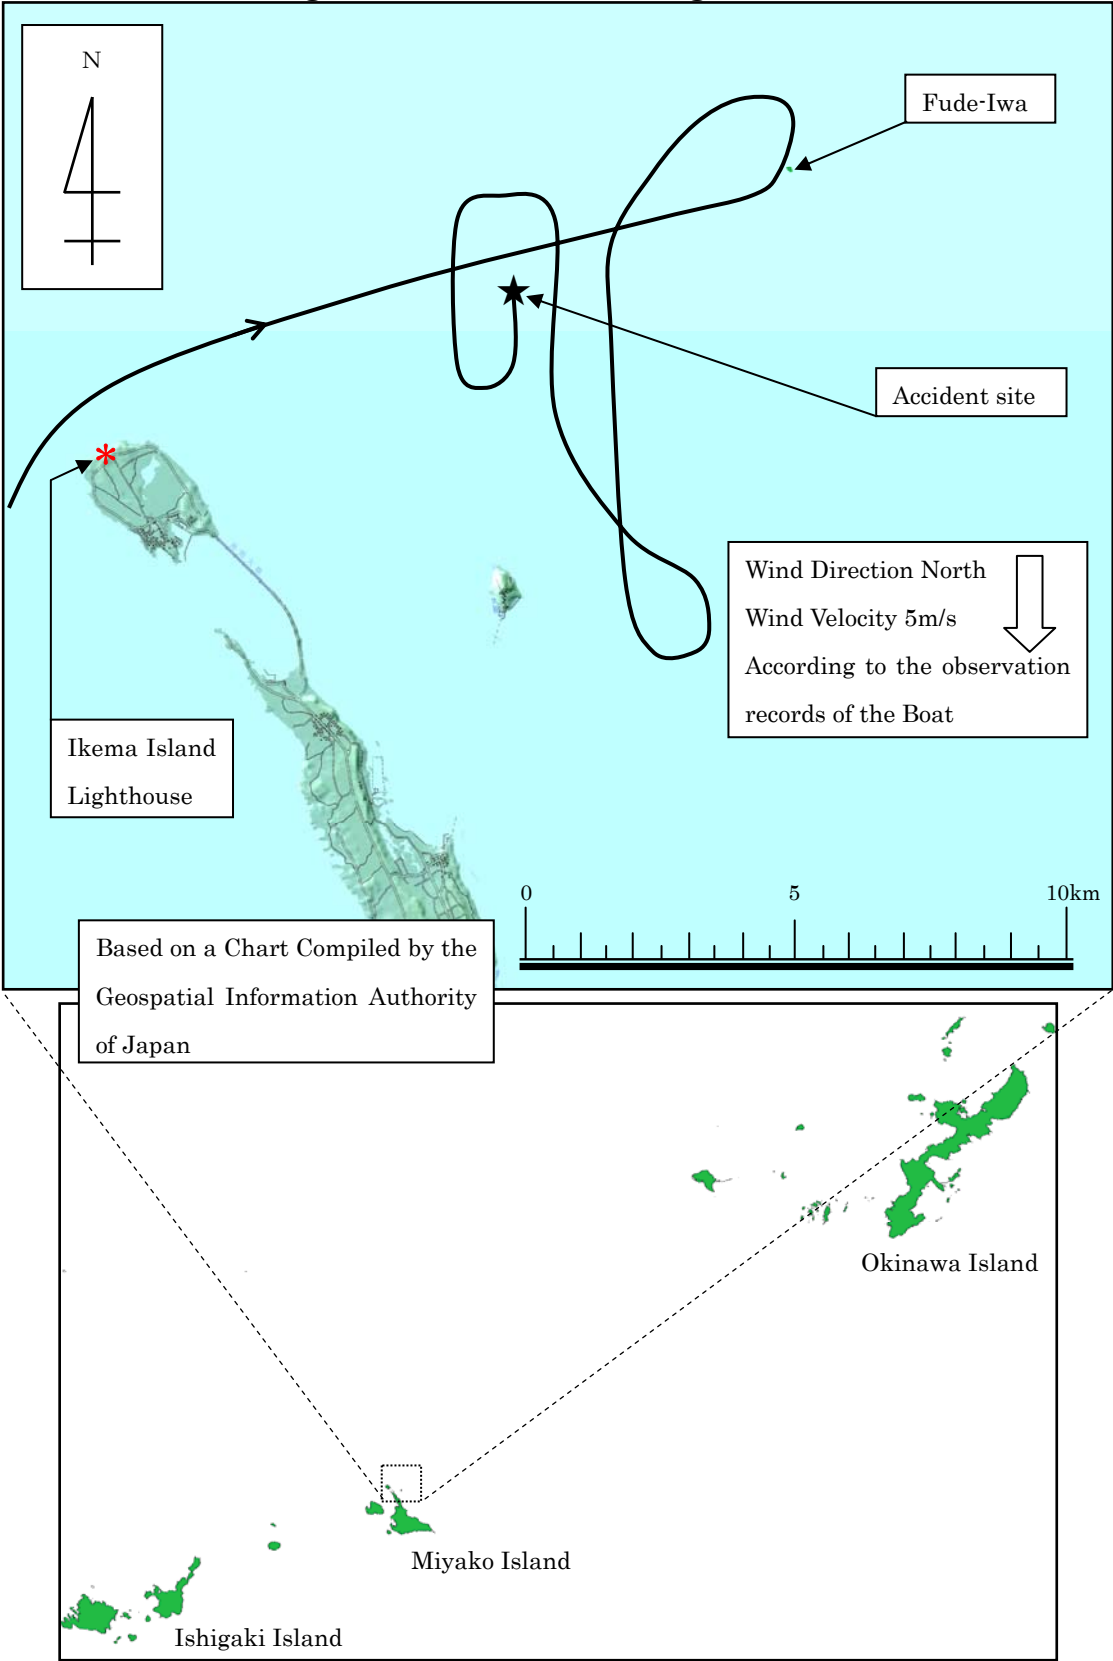 N
Fude-Iwa
Accident site
Wind Direction North
Wind Velocity 5m/s
According to the observation
records of the Boat
Ikema Island
Lighthouse
0 5 10km
Based on a Chart Compiled by the
Geospatial Information Authority
of Japan
Okinawa Island
Miyako Island
Ishigaki Island